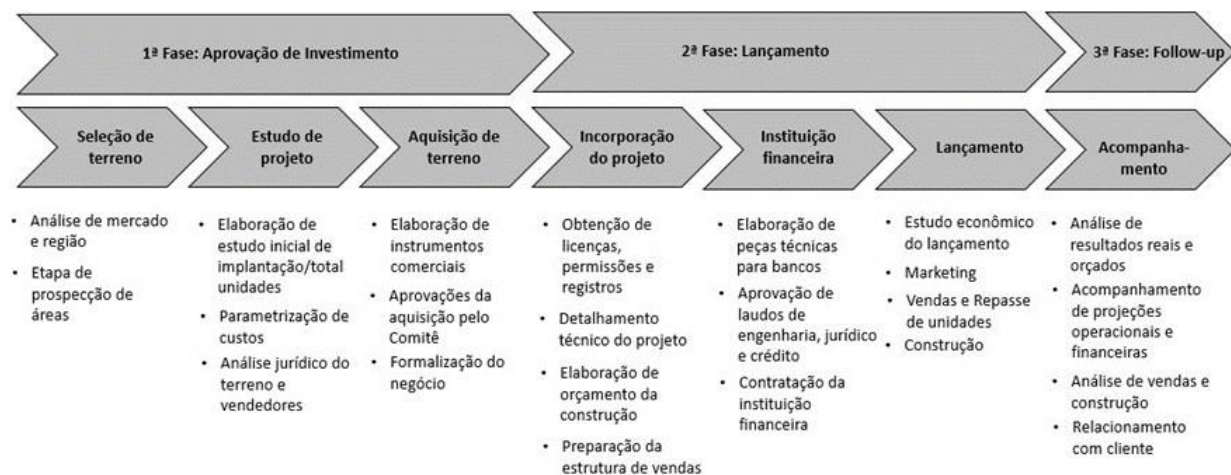 1ª Fase: Aprovação de Investimento
2ª Fase: Lançamento
3ª Fase: Follow-up
Seleção de
terreno
Estudo de
projeto
Aquisição de
terreno
Incorporação
do projeto
Instituição
financeira
Lançamento
Acompanha-
mento
• Análise de mercado
e região
• Etapa de
prospecção de
áreas
• Elaboração de
estudo inicial de
implantação/total
unidades
• Parametrização de
custos
• Análise jurídico do
terreno e
vendedores
• Elaboração de
instrumentos
comerciais
• Aprovações da
aquisição pelo
Comitê
• Formalização do
negócio
• Obtenção de
licenças,
permissões e
registros
• Detalhamento
técnico do projeto
• Elaboração de
orçamento da
construção
• Preparação da
estrutura de vendas
• Elaboração de
peças técnicas
para bancos
• Aprovação de
laudos de
engenharia, jurídico
e crédito
• Contratação da
instituição
financeira
• Estudo econômico
do lançamento
• Marketing
• Vendas e Repasse
de unidades
• Construção
• Análise de
resultados reais e
orçados
• Acompanhamento
de projeções
operacionais e
financeiras
• Análise de vendas e
construção
• Relacionamento
com cliente